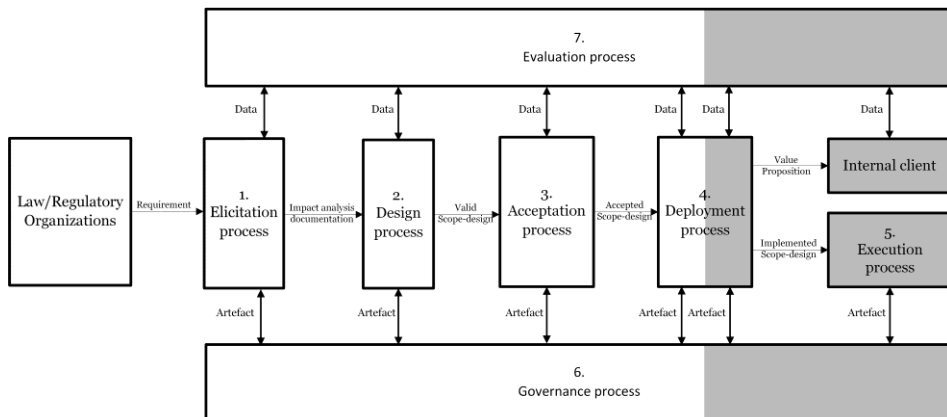 7.
Evaluation process
Data
Data
Data
Data
Data
Data
Law/Regulatory
Organizations
Requirement
1.
Elicitation
process
Impact analysis
documentation
2.
Design
process
Valid
Scope-design
3.
Acceptation
process
Accepted
Scope-design
4.
Deployment
process
Value
Proposition
Internal client
Implemented
Scope-design
5.
Execution
process
Artefact
Artefact
Artefact
Artefact
Artefact
Artefact
6.
Governance process